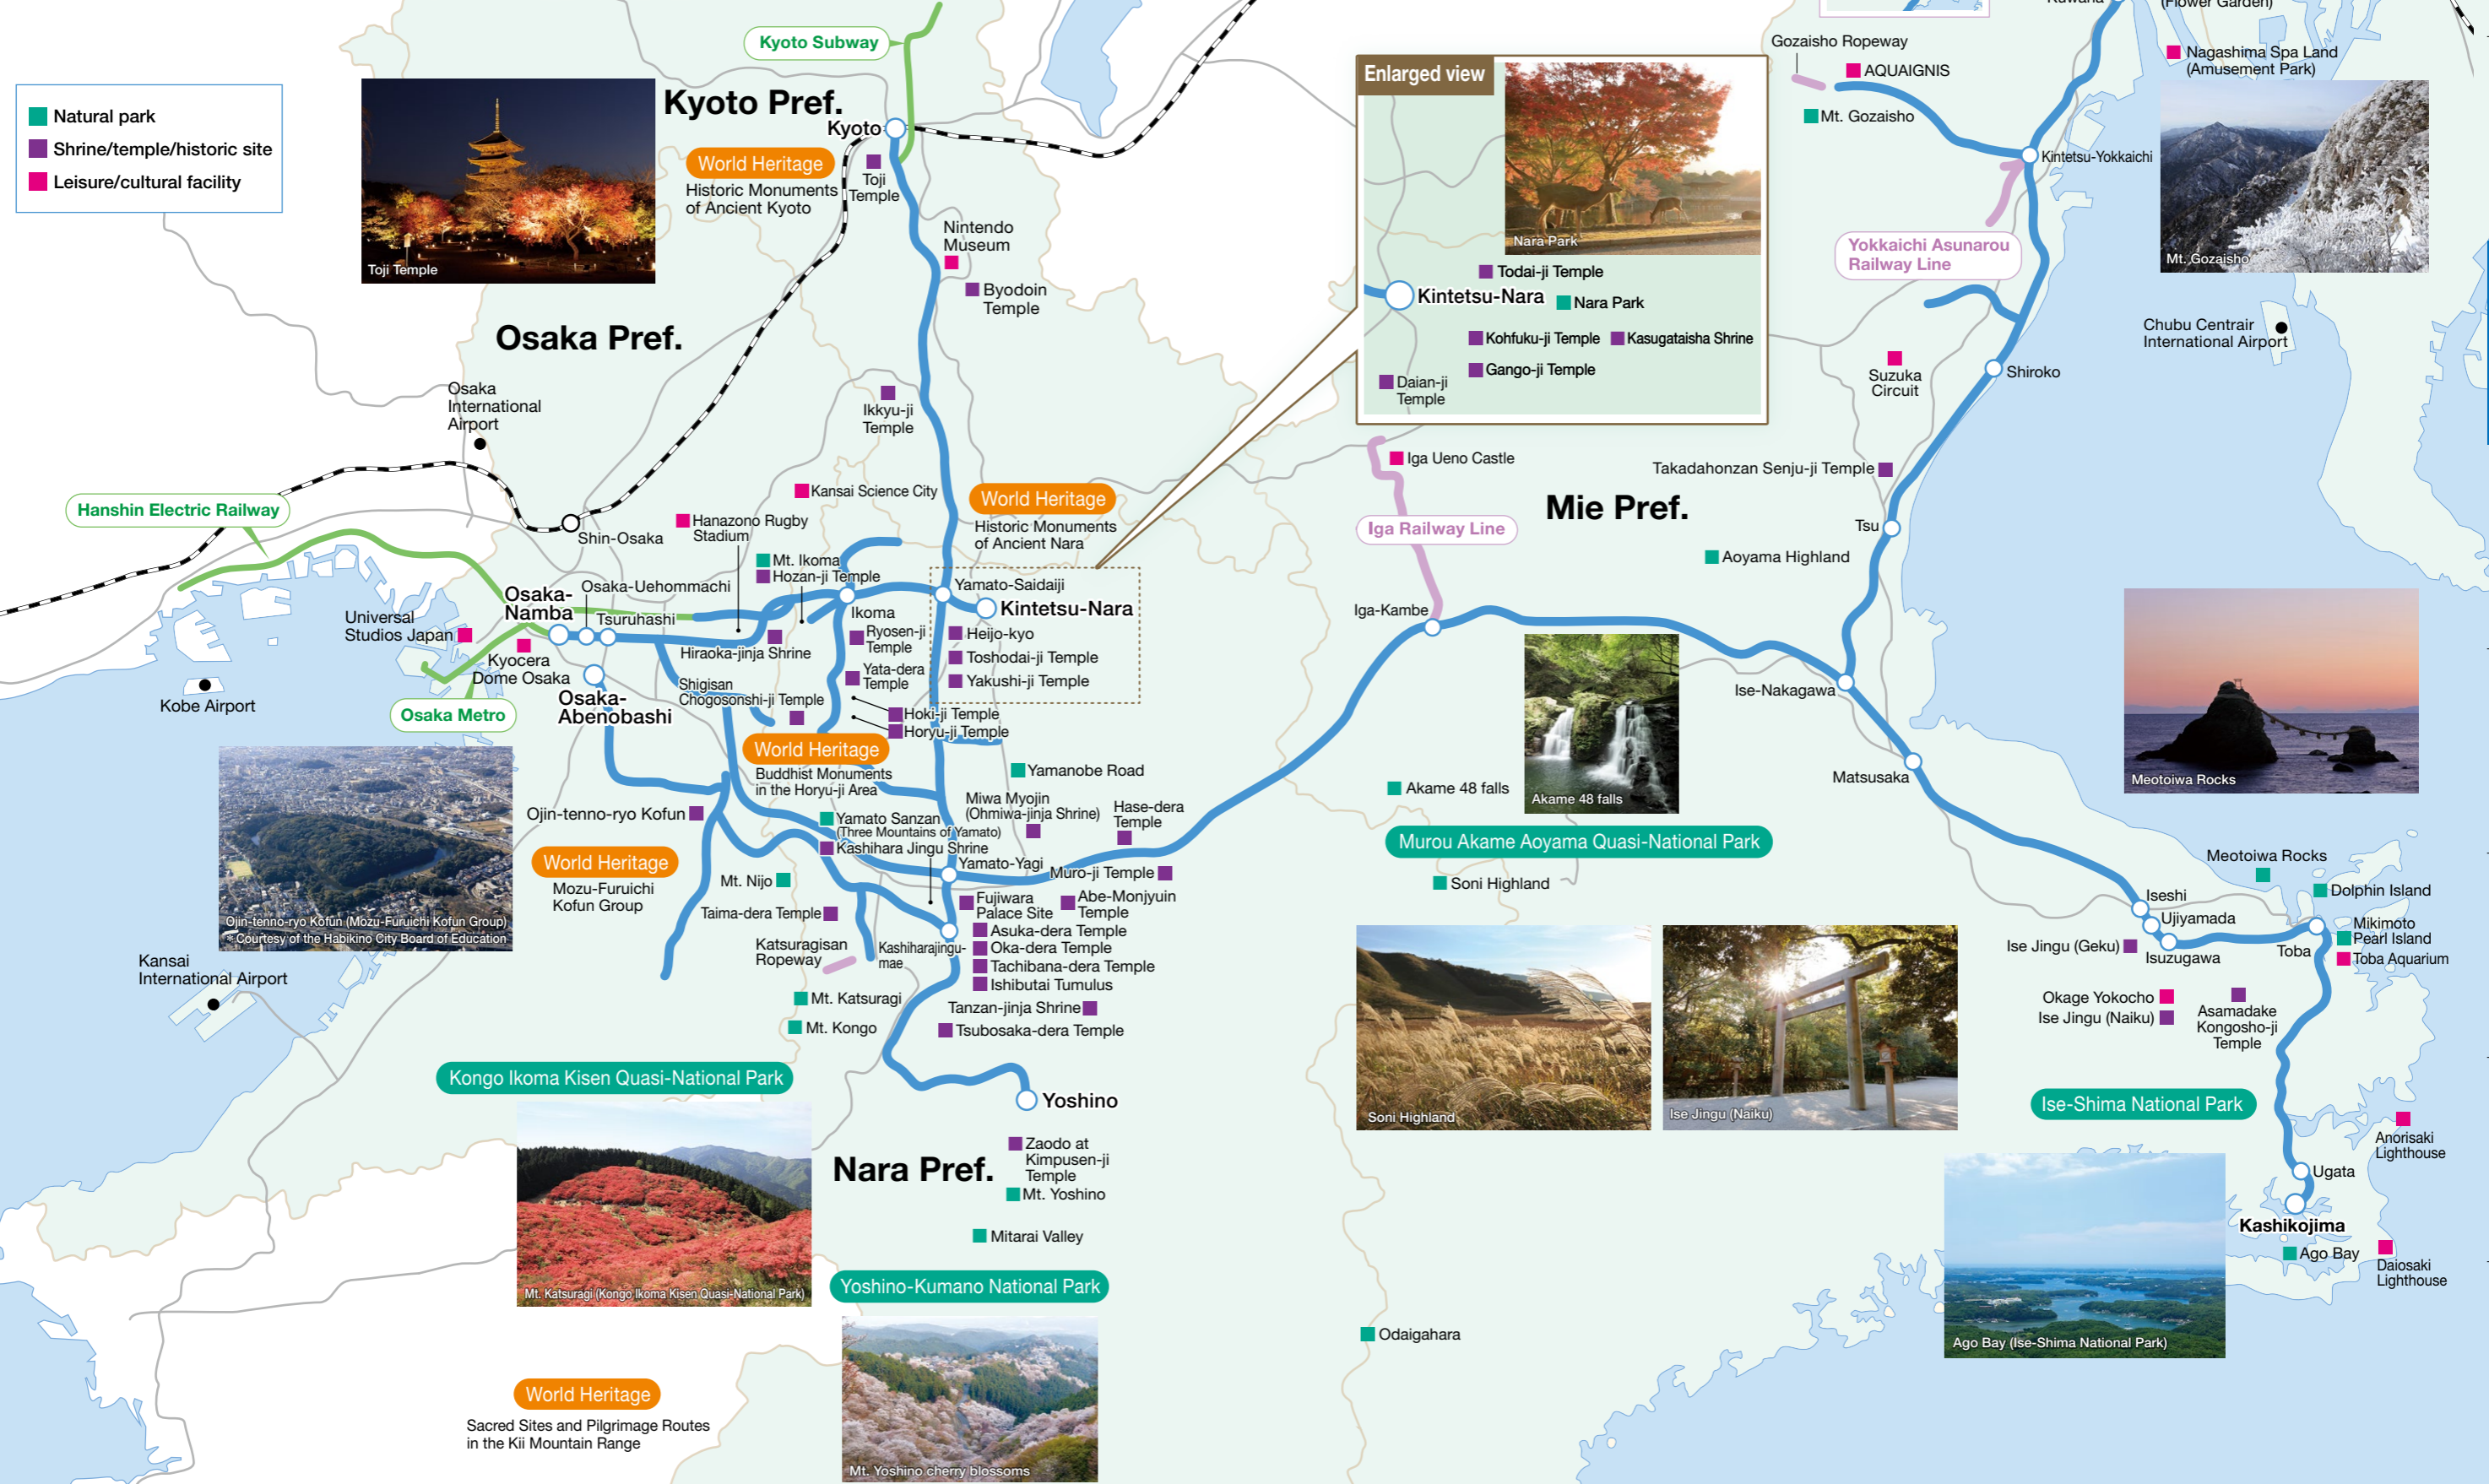 Natural park
Shrine/temple/historic site
Leisure/cultural facility
Kyoto Subway
Kyoto Pref.
Kyoto
World Heritage
Historic Monuments
of Ancient Kyoto
Toji
Temple
Toji Temple
Nintendo
Museum
Byodoin
Temple
Osaka Pref.
Osaka
International
Airport
Ikkyu-ji
Temple
Hanshin Electric Railway
Shin-Osaka
Kansai Science City
Hanazono Rugby
Stadium
World Heritage
Historic Monuments
of Ancient Nara
Mt. Ikoma
Hozan-ji Temple
Osaka-Uehommachi
Osaka-
Namba
Tsuruhashi
Universal
Studios Japan
Kyocera
Dome Osaka
Kobe Airport
Osaka Metro
Osaka-
Abenobashi
Hiraoka-jinja Shrine
Ikoma
Ryosen-ji
Temple
Yata-dera
Temple
Shigisan
Chogosonshi-ji Temple
Hoki-ji Temple
Horyu-ji Temple
Yamato-Saidaiji
Kintetsu-Nara
Heijo-kyo
Toshodai-ji Temple
Yakushi-ji Temple
World Heritage
Buddhist Monuments
in the Horyu-ji Area
Yamanobe Road
Miwa Myojin
(Ohmiwa-jinja Shrine)
Hase-dera
Temple
Ojin-tenno-ryo Kofun
Yamato Sanzan
(Three Mountains of Yamato)
Kashihara Jingu Shrine
Yamato-Yagi
Muro-ji Temple
World Heritage
Mozu-Furuichi
Kofun Group
Ojin-tenno-ryo Kofun (Mozu-Furuichi Kofun Group)
* Courtesy of the Habikino City Board of Education
Mt. Nijo
Taima-dera Temple
Fujiwara
Palace Site
Abe-Monjyuin
Temple
Asuka-dera Temple
Oka-dera Temple
Tachibana-dera Temple
Ishibutai Tumulus
Kashiharajingu-
mae
Katsuragisan
Ropeway
Kansai
International Airport
Mt. Katsuragi
Mt. Kongo
Tanzan-jinja Shrine
Tsubosaka-dera Temple
Kongo Ikoma Kisen Quasi-National Park
Mt. Katsuragi (Kongo Ikoma Kisen Quasi-National Park)
Yoshino
Nara Pref.
Zaodo at
Kimpusen-ji
Temple
Mt. Yoshino
Mitarai Valley
Yoshino-Kumano National Park
Mt. Yoshino cherry blossoms
World Heritage
Sacred Sites and Pilgrimage Routes
in the Kii Mountain Range
Enlarged view
Nara Park
Todai-ji Temple
Kintetsu-Nara
Nara Park
Kohfuku-ji Temple
Kasugataisha Shrine
Gango-ji Temple
Daian-ji
Temple
Gozaisho Ropeway
AQUAIGNIS
Mt. Gozaisho
Kuwana
(Flower Garden)
Nagashima Spa Land
(Amusement Park)
Kintetsu-Yokkaichi
Mt. Gozaisho
Yokkaichi Asunarou
Railway Line
Chubu Centrair
International Airport
Suzuka
Circuit
Shiroko
Iga Ueno Castle
Takadahonzan Senju-ji Temple
Mie Pref.
Iga Railway Line
Tsu
Aoyama Highland
Iga-Kambe
Ise-Nakagawa
Matsusaka
Akame 48 falls
Akame 48 falls
Murou Akame Aoyama Quasi-National Park
Soni Highland
Soni Highland
Ise Jingu (Naiku)
Meotoiwa Rocks
Meotoiwa Rocks
Dolphin Island
Iseshi
Ujiyamada
Mikimoto
Pearl Island
Ise Jingu (Geku)
Isuzugawa
Toba
Toba Aquarium
Okage Yokocho
Ise Jingu (Naiku)
Asamadake
Kongosho-ji
Temple
Ise-Shima National Park
Anorisaki
Lighthouse
Ugata
Kashikojima
Ago Bay
Daiosaki
Lighthouse
Ago Bay (Ise-Shima National Park)
Odaigahara